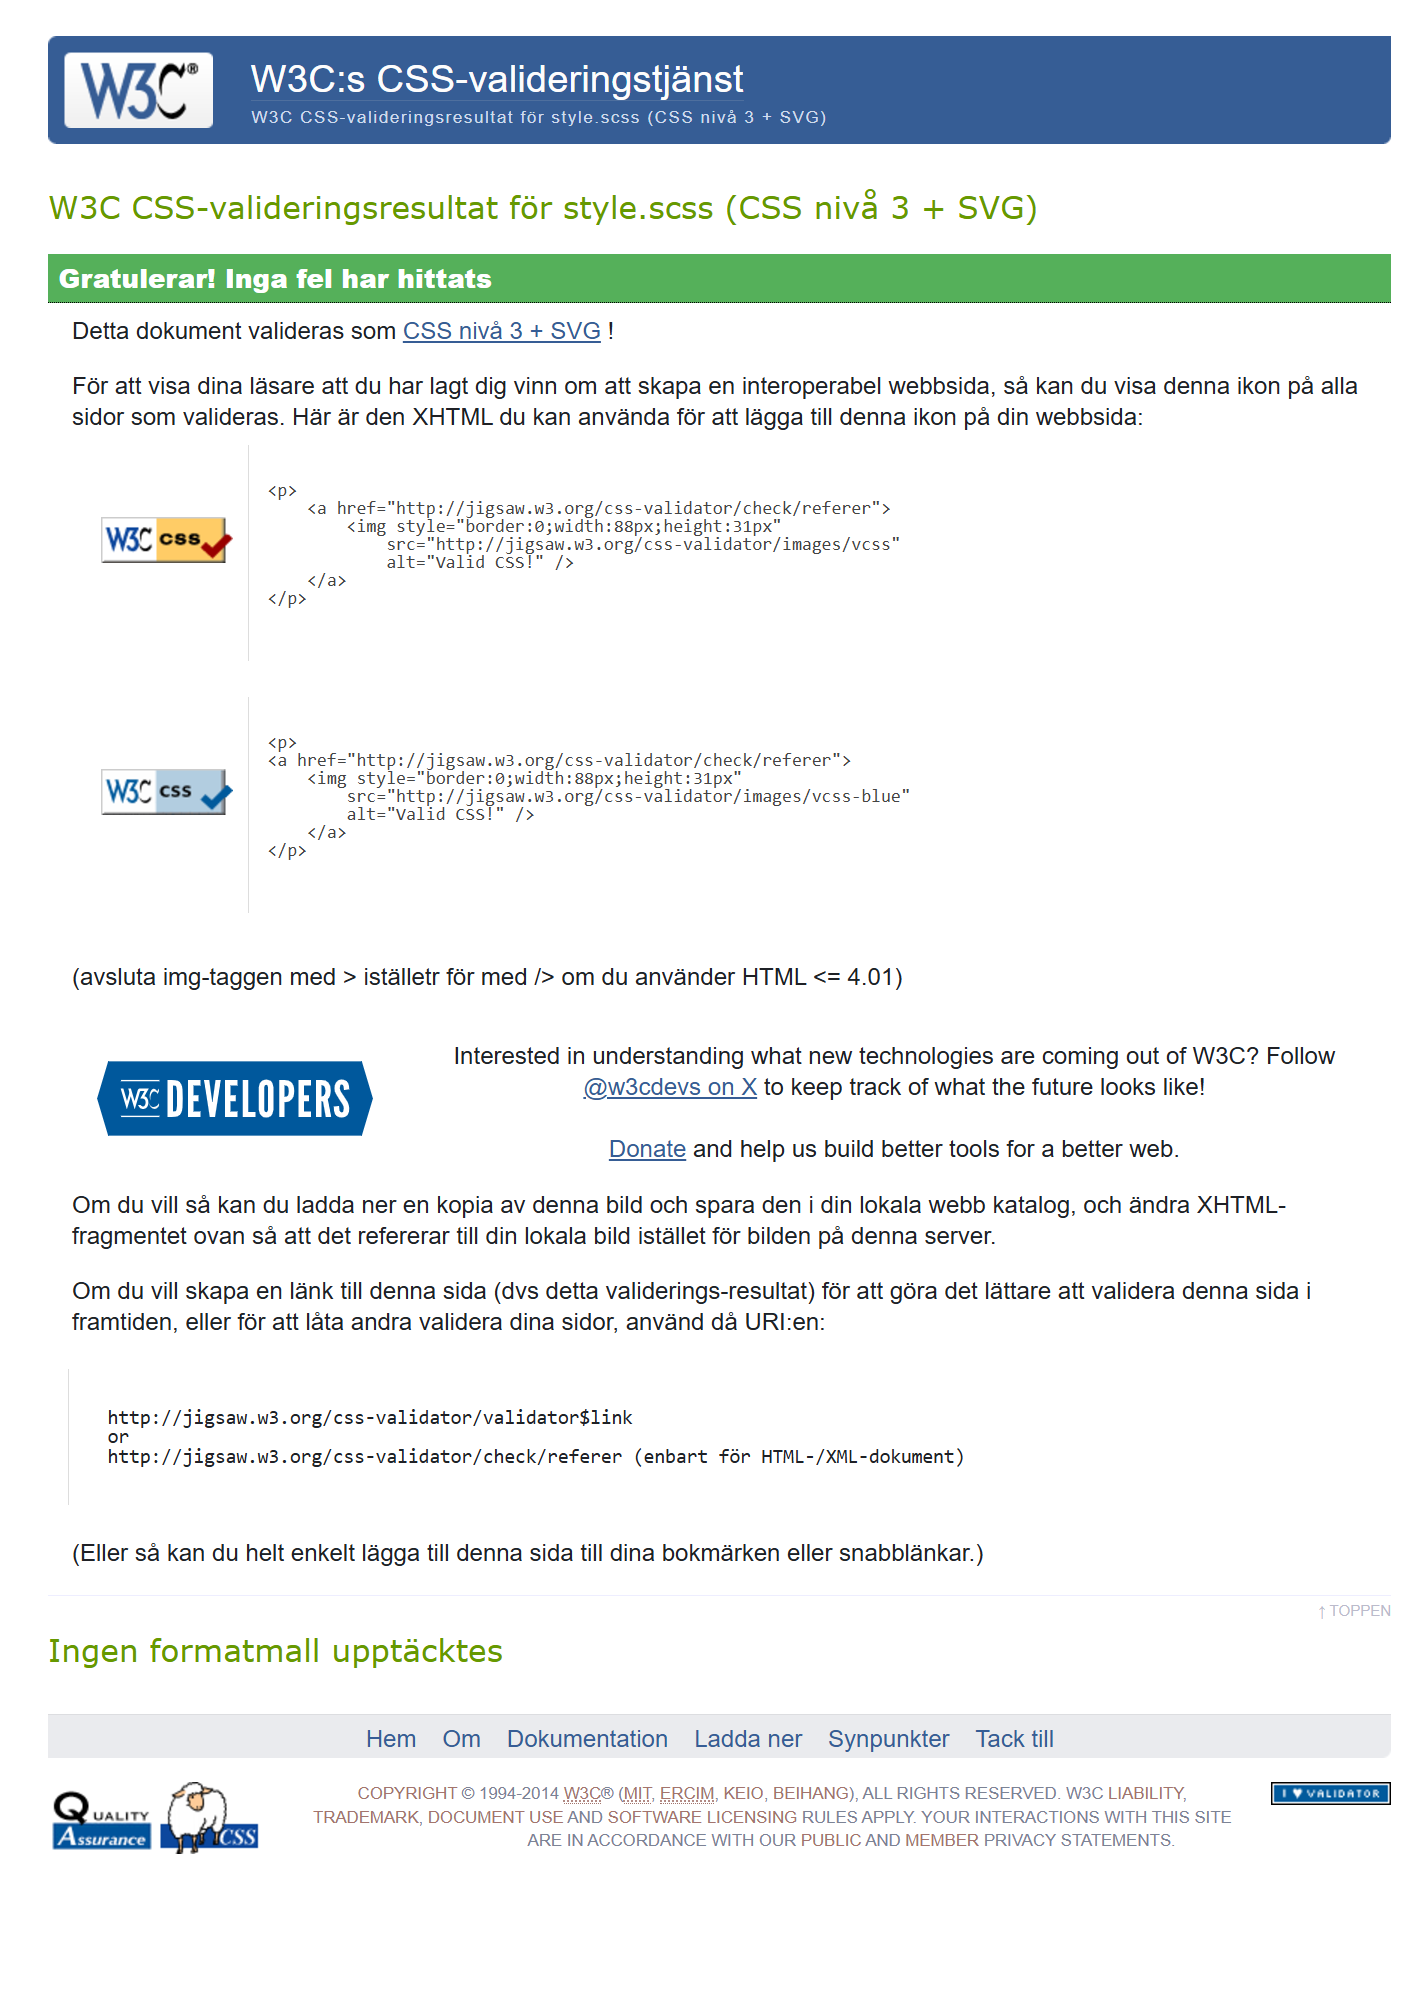 W3C®
W3C:s CSS-valideringstjänst
W3C CSS-valideringsresultat för style.scss (CSS nivå 3 + SVG)
W3C CSS-valideringsresultat för style.scss (CSS nivå 3 + SVG)
Gratulerar! Inga fel har hittats
Detta dokument valideras som CSS nivå 3 + SVG !
För att visa dina läsare att du har lagt dig vinn om att skapa en interoperabel webbsida, så kan du visa denna ikon på alla
sidor som valideras. Här är den XHTML du kan använda för att lägga till denna ikon på din webbsida:
W3C css
<p>
    <a href="http://jigsaw.w3.org/css-validator/check/referer">
        <img style="border:0;width:88px;height:31px"
            src="http://jigsaw.w3.org/css-validator/images/vcss"
            alt="Valid CSS!" />
    </a>
</p>
W3C css
<p>
<a href="http://jigsaw.w3.org/css-validator/check/referer">
    <img style="border:0;width:88px;height:31px"
        src="http://jigsaw.w3.org/css-validator/images/vcss-blue"
        alt="Valid CSS!" />
    </a>
</p>
(avsluta img-taggen med > iställetr för med /> om du använder HTML <= 4.01)
W3C DEVELOPERS
Interested in understanding what new technologies are coming out of W3C? Follow
@w3cdevs on X to keep track of what the future looks like!
Donate and help us build better tools for a better web.
Om du vill så kan du ladda ner en kopia av denna bild och spara den i din lokala webb katalog, och ändra XHTML-
fragmentet ovan så att det refererar till din lokala bild istället för bilden på denna server.
Om du vill skapa en länk till denna sida (dvs detta validerings-resultat) för att göra det lättare att validera denna sida i
framtiden, eller för att låta andra validera dina sidor, använd då URI:en:
http://jigsaw.w3.org/css-validator/validator$link
or
http://jigsaw.w3.org/css-validator/check/referer (enbart för HTML-/XML-dokument)
(Eller så kan du helt enkelt lägga till denna sida till dina bokmärken eller snabblänkar.)
↑ TOPPEN
Ingen formatmall upptäcktes
Hem Om Dokumentation Ladda ner Synpunkter Tack till
QUALITY
Assurance
CSS
COPYRIGHT © 1994-2014 W3C® (MIT, ERCIM, KEIO, BEIHANG), ALL RIGHTS RESERVED. W3C LIABILITY,
TRADEMARK, DOCUMENT USE AND SOFTWARE LICENSING RULES APPLY. YOUR INTERACTIONS WITH THIS SITE
ARE IN ACCORDANCE WITH OUR PUBLIC AND MEMBER PRIVACY STATEMENTS.
I ♥ VALIDATOR